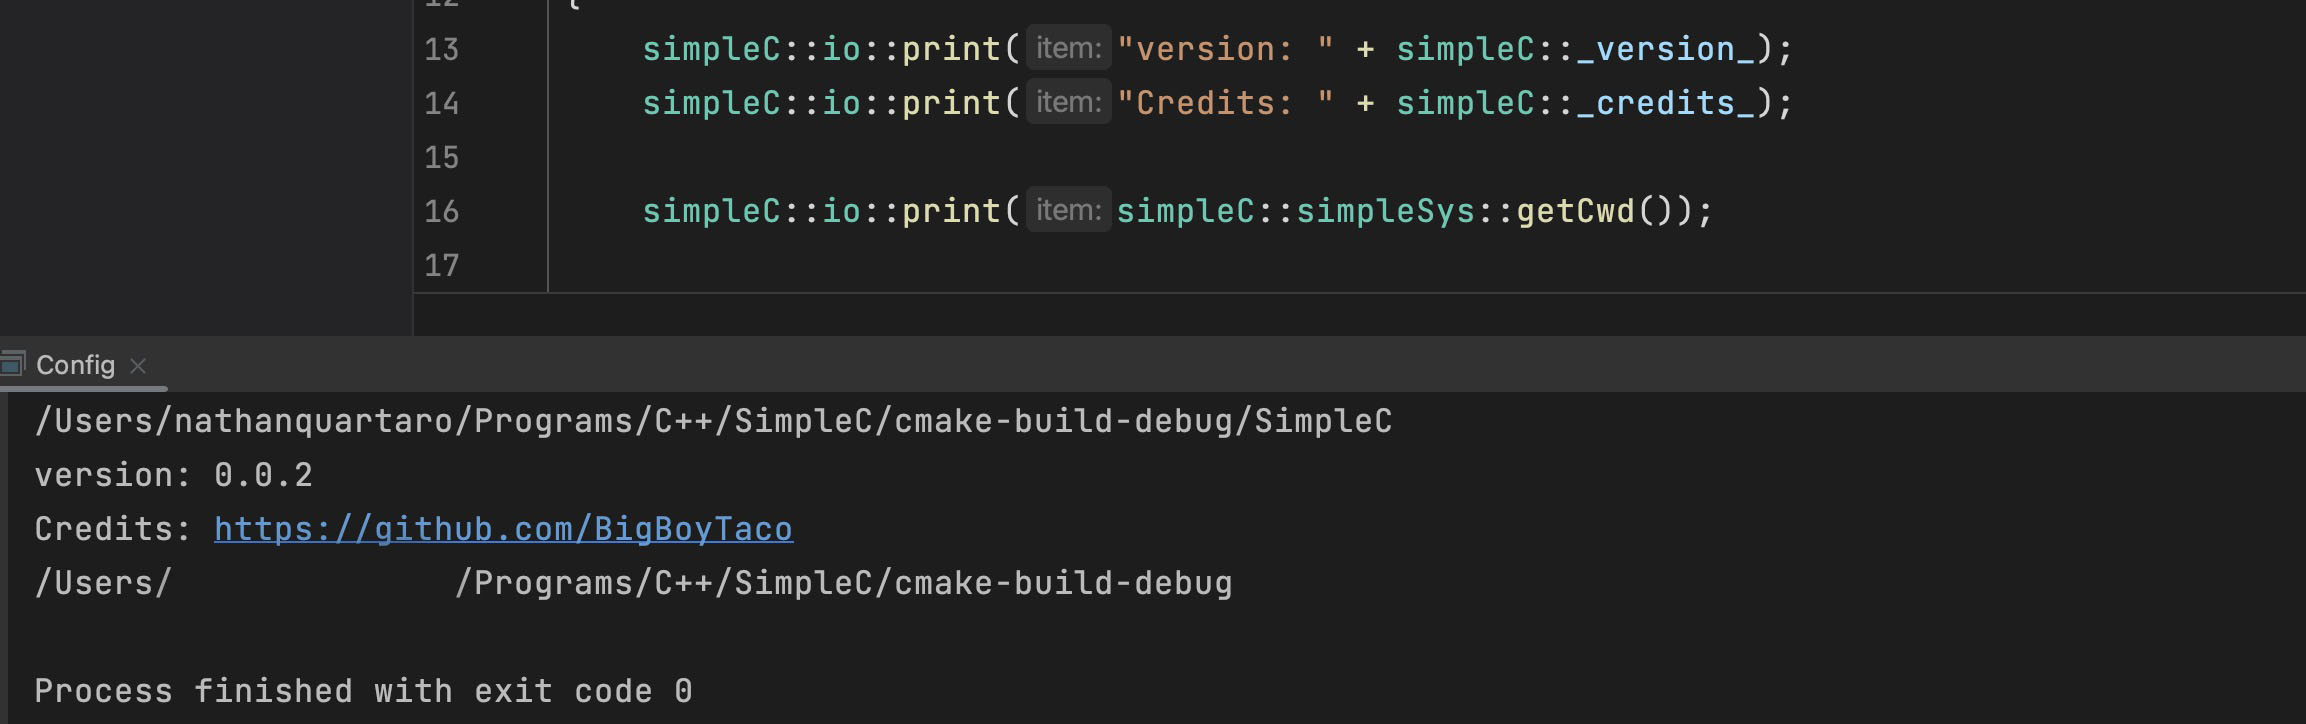 12 {
13 simpleC::io::print( item: "version: " + simpleC::_version_);
14 simpleC::io::print( item: "Credits: " + simpleC::_credits_);
15
16 simpleC::io::print( item: simpleC::simpleSys::getCwd());
17
Config ×
/Users/nathanquartaro/Programs/C++/SimpleC/cmake-build-debug/SimpleC
version: 0.0.2
Credits: https://github.com/BigBoyTaco
/Users/ /Programs/C++/SimpleC/cmake-build-debug
Process finished with exit code 0